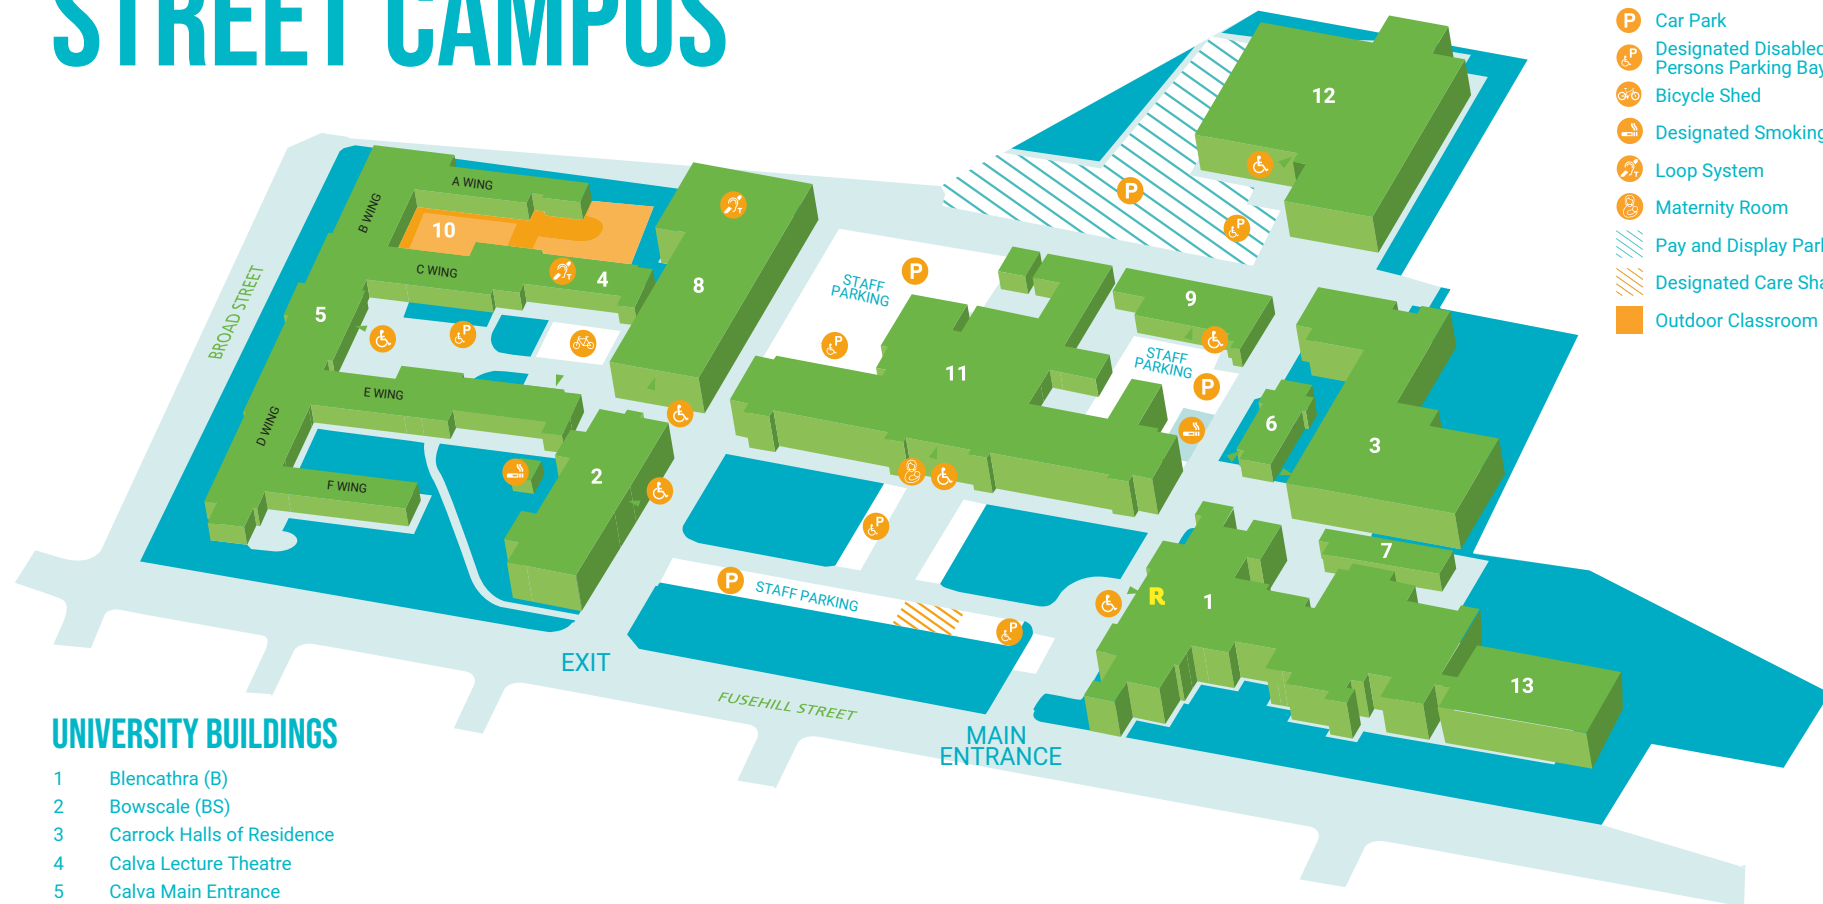 STREET CAMPUS
P Car Park
P Designated Disabled
Persons Parking Bay
Bicycle Shed
Designated Smoking
T Loop System
Maternity Room
Pay and Display Park
Designated Care Sha
Outdoor Classroom
12
A WING
B WING
10
C WING
4
T
T
8
5
BROAD STREET
P
P
P
STAFF
PARKING
P
P
11
9
STAFF
PARKING
P
6
3
E WING
D WING
F WING
2
P
P
STAFF PARKING
P
R
1
7
13
EXIT
FUSEHILL STREET
MAIN
ENTRANCE
UNIVERSITY BUILDINGS
1 Blencathra (B)
2 Bowscale (BS)
3 Carrock Halls of Residence
4 Calva Lecture Theatre
5 Calva Main Entrance